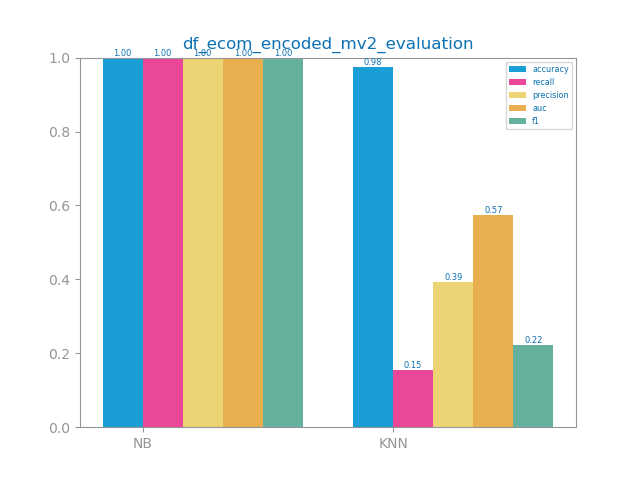 df_ecom_encoded_mv2_evaluation
1.00 1.00 1.00 1.00 1.00
0.98
0.15
0.39
0.57
0.22
accuracy
recall
precision
auc
f1
1.0
0.8
0.6
0.4
0.2
0.0
NB KNN